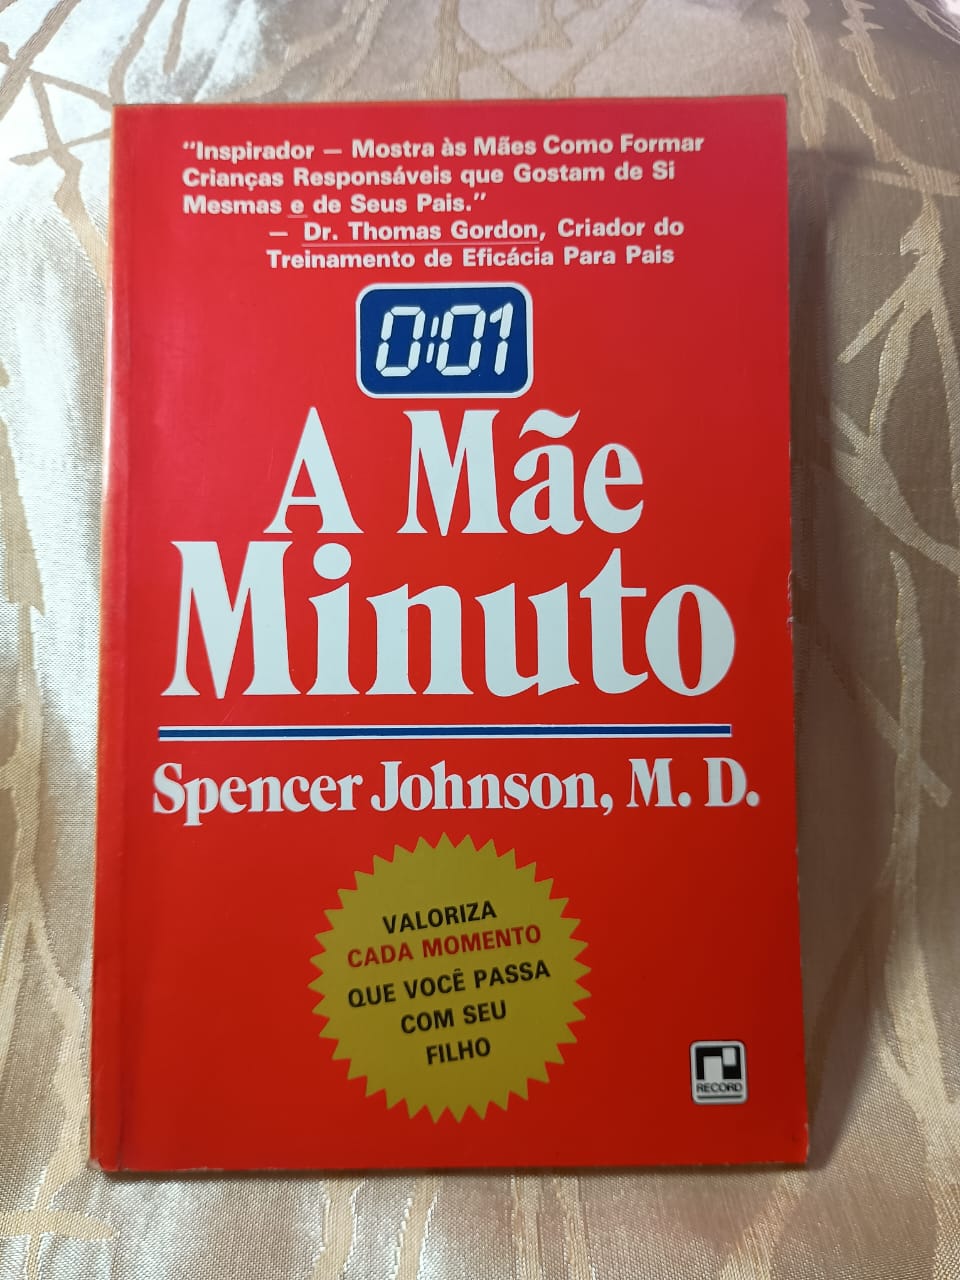 "Inspirador — Mostra às Mães Como Formar
Crianças Responsáveis que Gostam de Si
Mesmas e de Seus Pais."
— Dr. Thomas Gordon, Criador do
Treinamento de Eficácia Para Pais
0:01
A Mãe
Minuto
Spencer Johnson, M. D.
VALORIZA
CADA MOMENTO
QUE VOCÊ PASSA
COM SEU
FILHO
RECORD